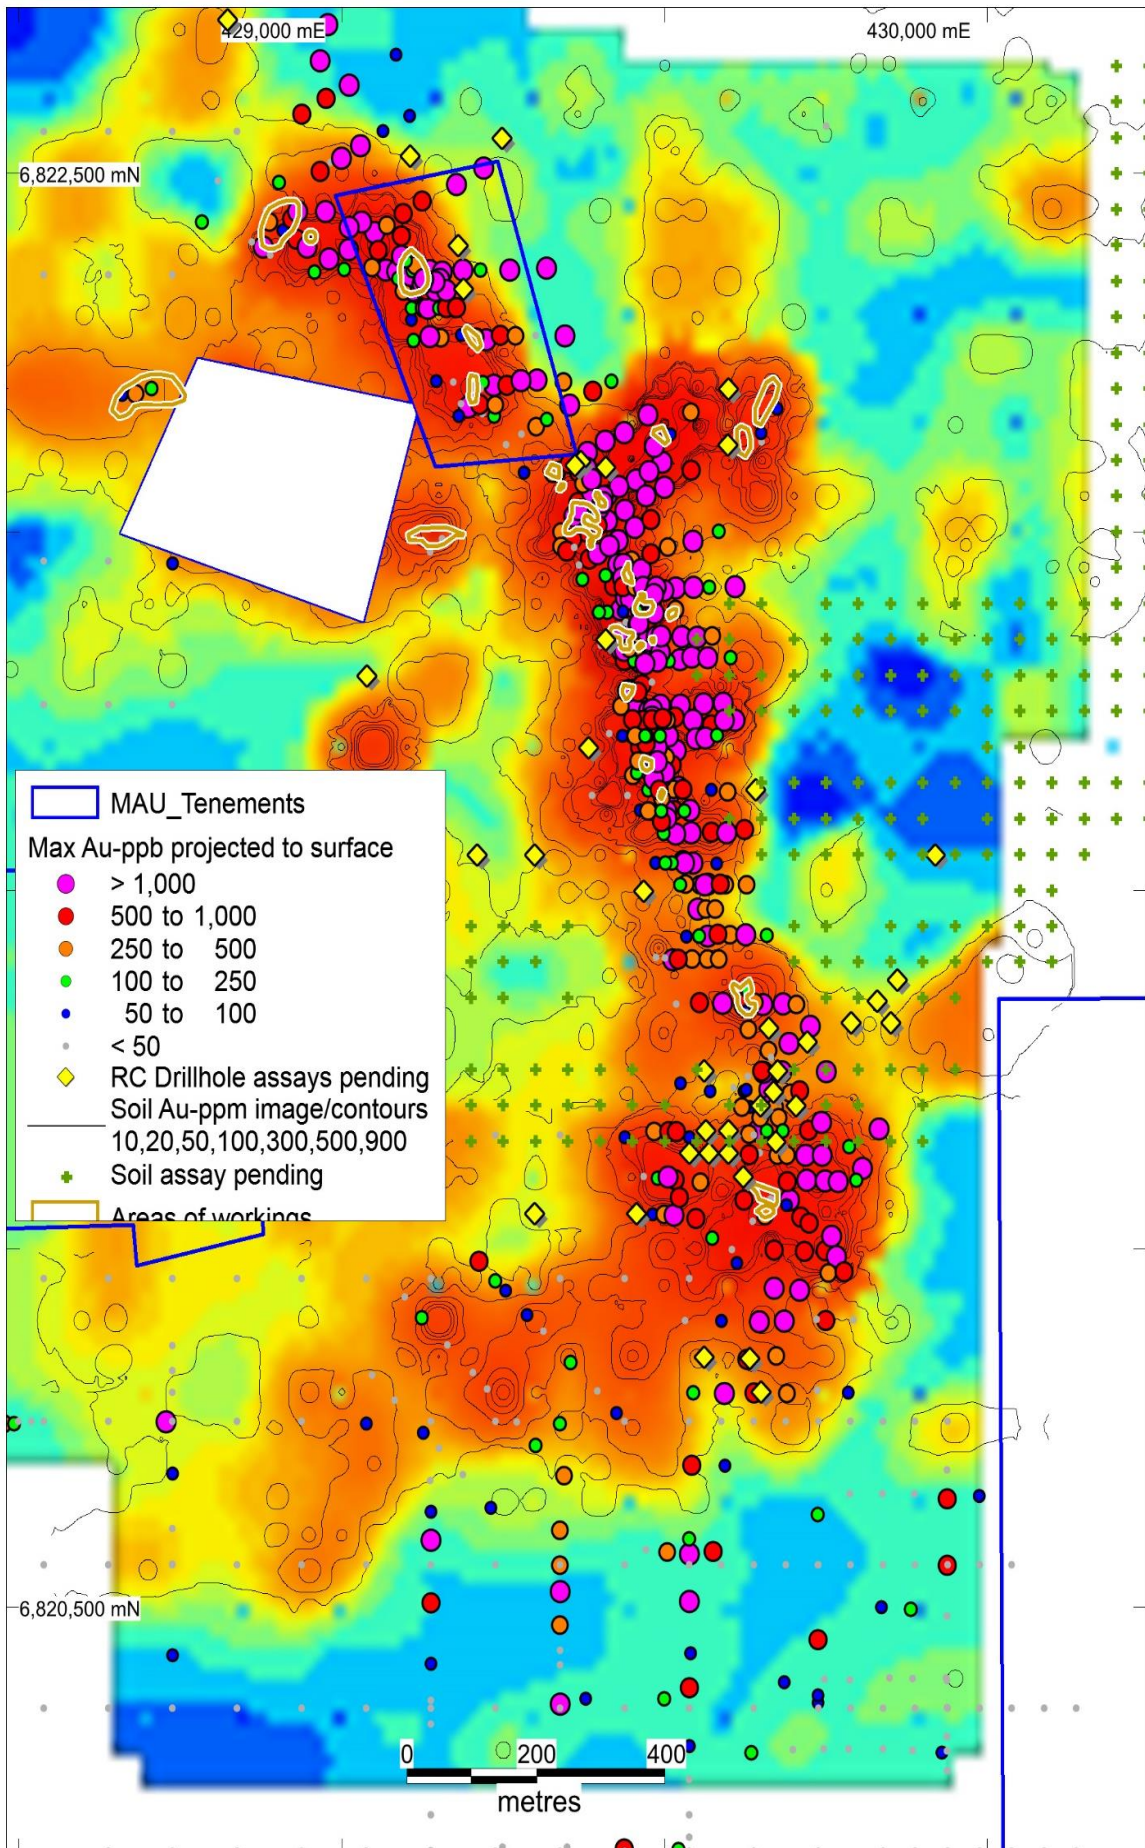 429,000 mE
430,000 mE
6,822,500 mN
MAU_Tenements
Max Au-ppb projected to surface
> 1,000
500 to 1,000
250 to 500
100 to 250
50 to 100
< 50
RC Drillhole assays pending
Soil Au-ppm image/contours
10,20,50,100,300,500,900
Soil assay pending
Areas of workings
6,820,500 mN
0 200 400
metres